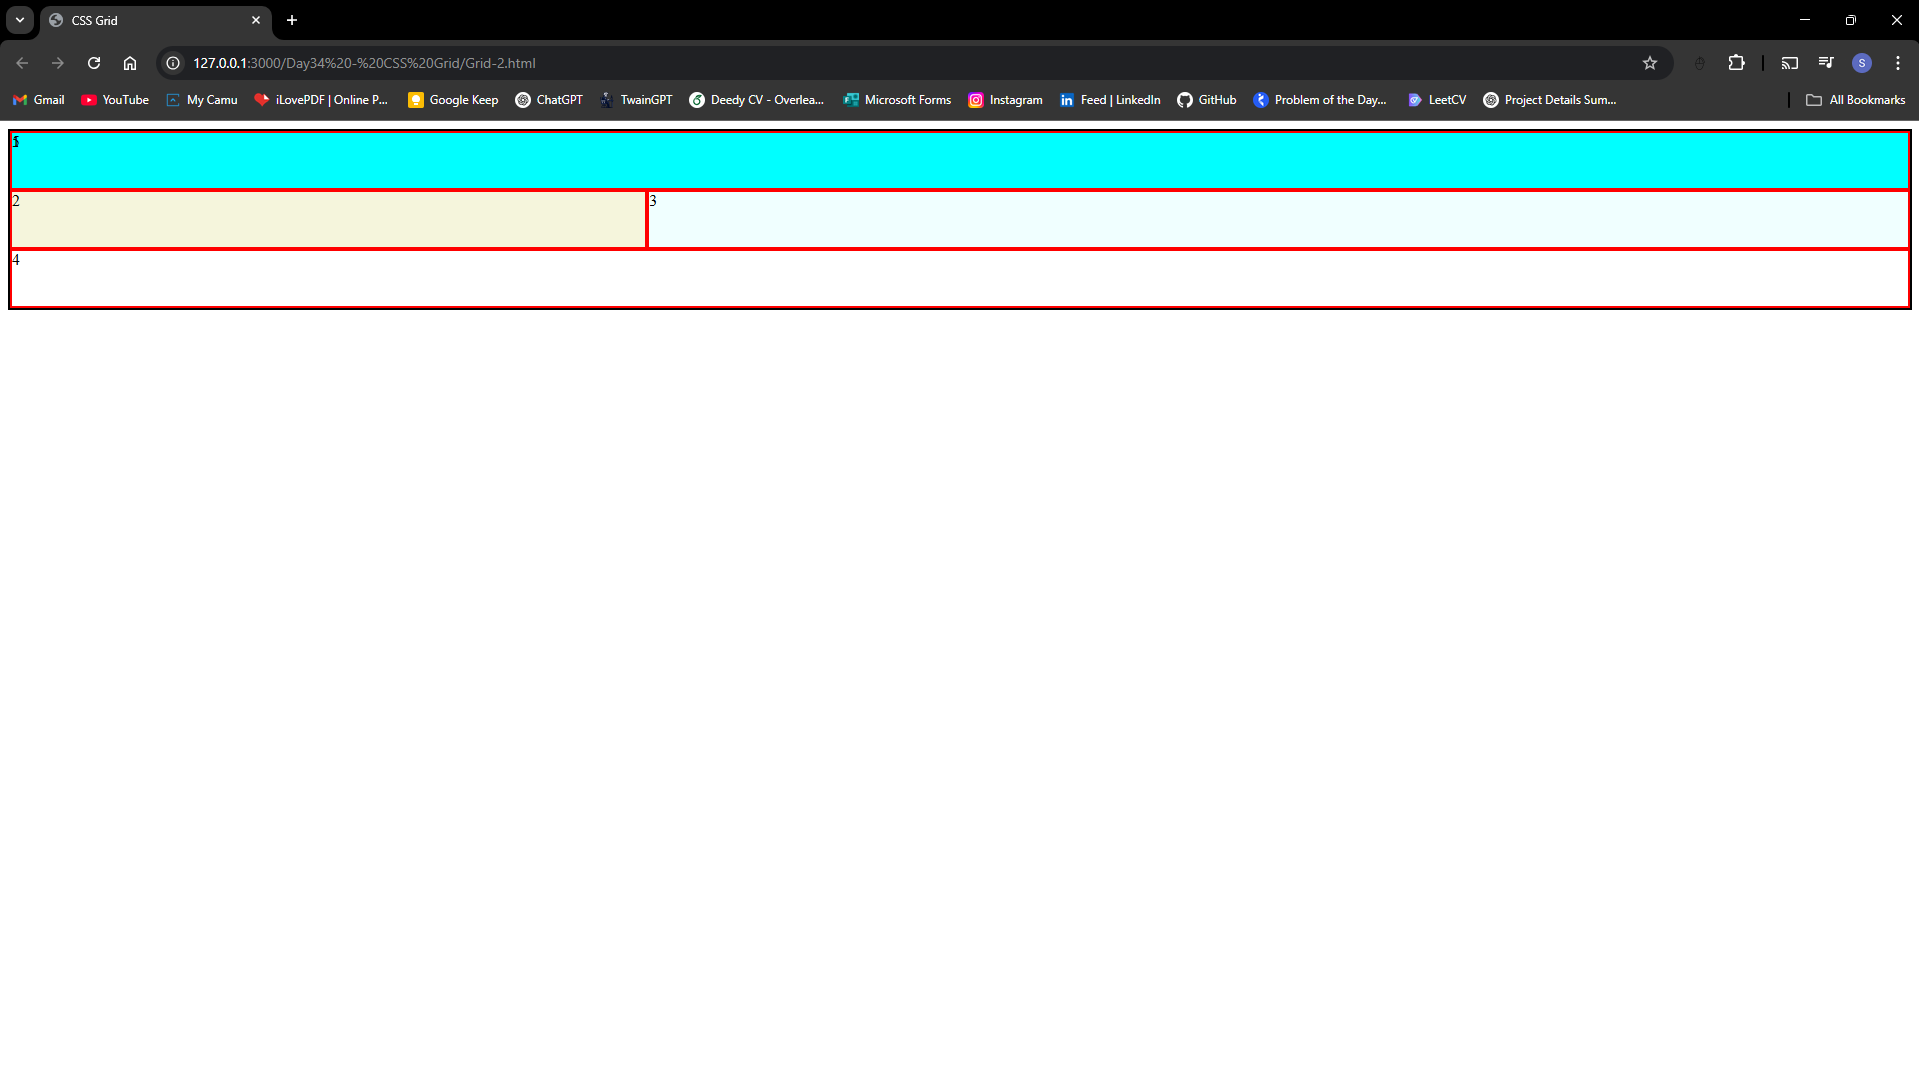 CSS Grid
127.0.0.1:3000/Day34%20-%20CSS%20Grid/Grid-2.html
S
Gmail YouTube My Camu iLovePDF | Online P... Google Keep ChatGPT TwainGPT Deedy CV - Overlea... Microsoft Forms Instagram Feed | LinkedIn GitHub Problem of the Day... LeetCV Project Details Sum... All Bookmarks
2 3
4